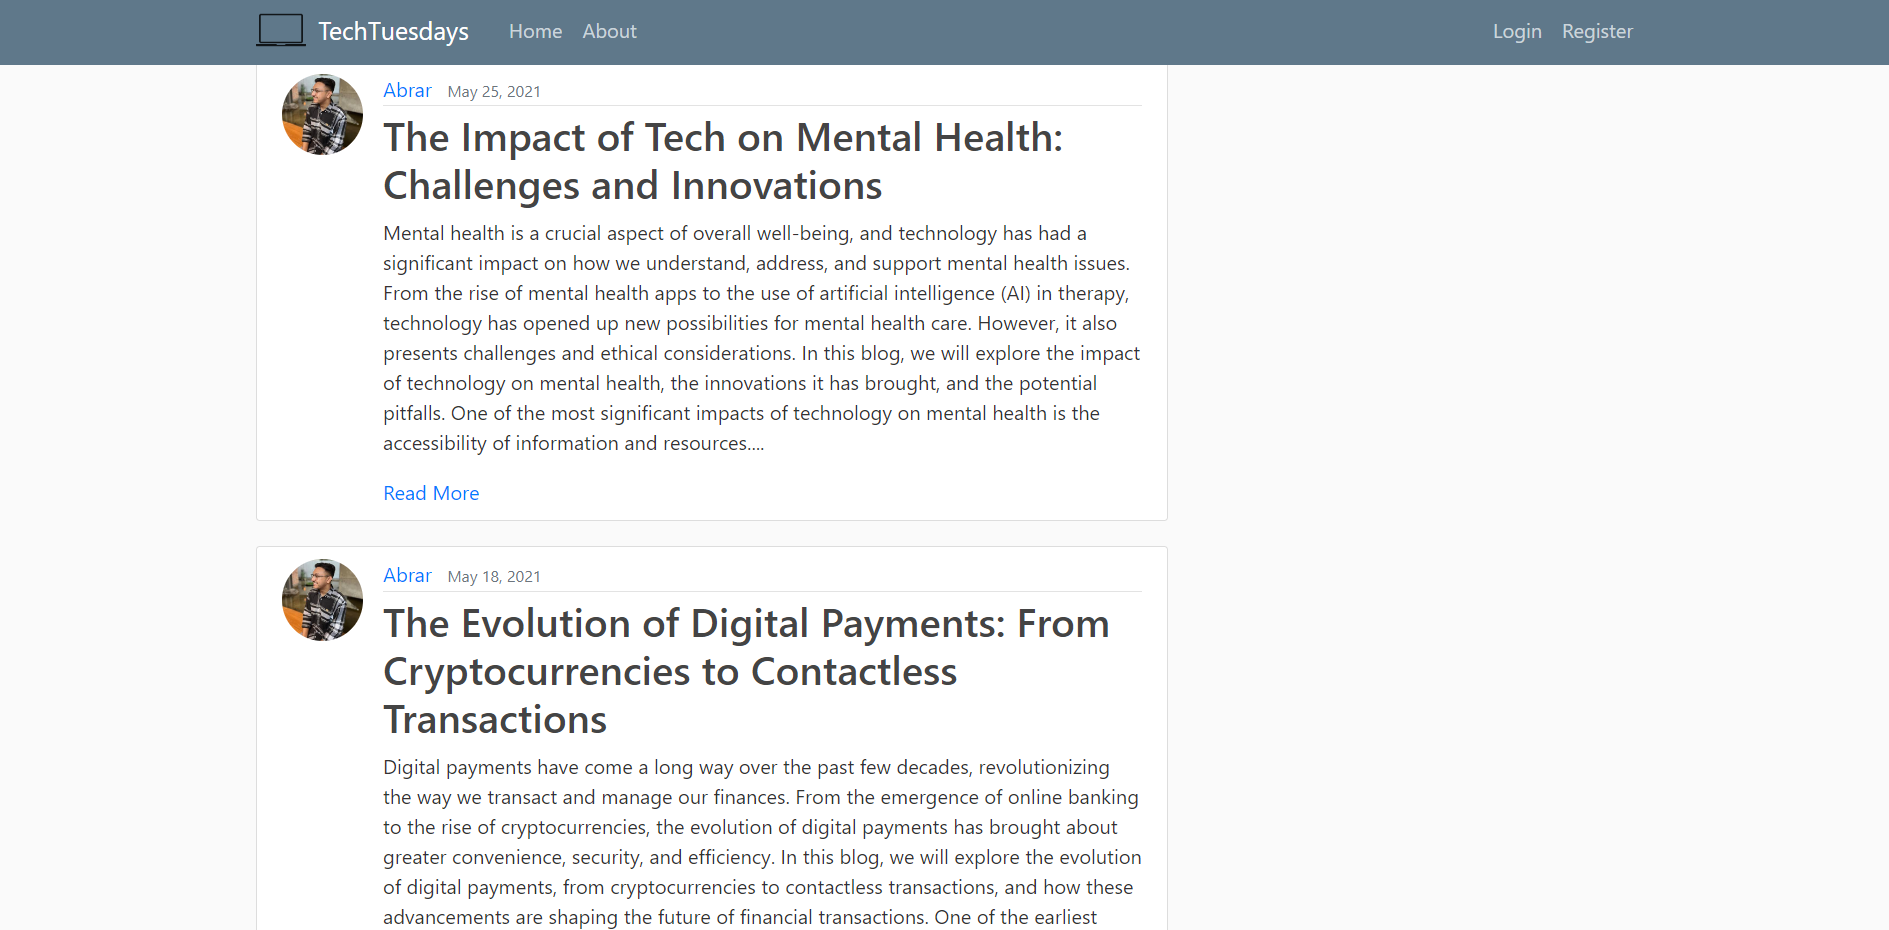 TechTuesdays Home About Login Register
Abrar May 25, 2021
The Impact of Tech on Mental Health:
Challenges and Innovations
Mental health is a crucial aspect of overall well-being, and technology has had a
significant impact on how we understand, address, and support mental health issues.
From the rise of mental health apps to the use of artificial intelligence (AI) in therapy,
technology has opened up new possibilities for mental health care. However, it also
presents challenges and ethical considerations. In this blog, we will explore the impact
of technology on mental health, the innovations it has brought, and the potential
pitfalls. One of the most significant impacts of technology on mental health is the
accessibility of information and resources....
Read More
Abrar May 18, 2021
The Evolution of Digital Payments: From
Cryptocurrencies to Contactless
Transactions
Digital payments have come a long way over the past few decades, revolutionizing
the way we transact and manage our finances. From the emergence of online banking
to the rise of cryptocurrencies, the evolution of digital payments has brought about
greater convenience, security, and efficiency. In this blog, we will explore the evolution
of digital payments, from cryptocurrencies to contactless transactions, and how these
advancements are shaping the future of financial transactions. One of the earliest